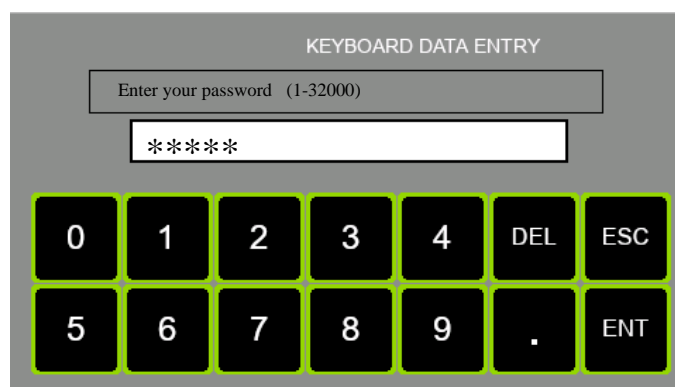 KEYBOARD DATA ENTRY
Enter your password (1-32000)
*****
0 1 2 3 4 DEL ESC
5 6 7 8 9 . ENT